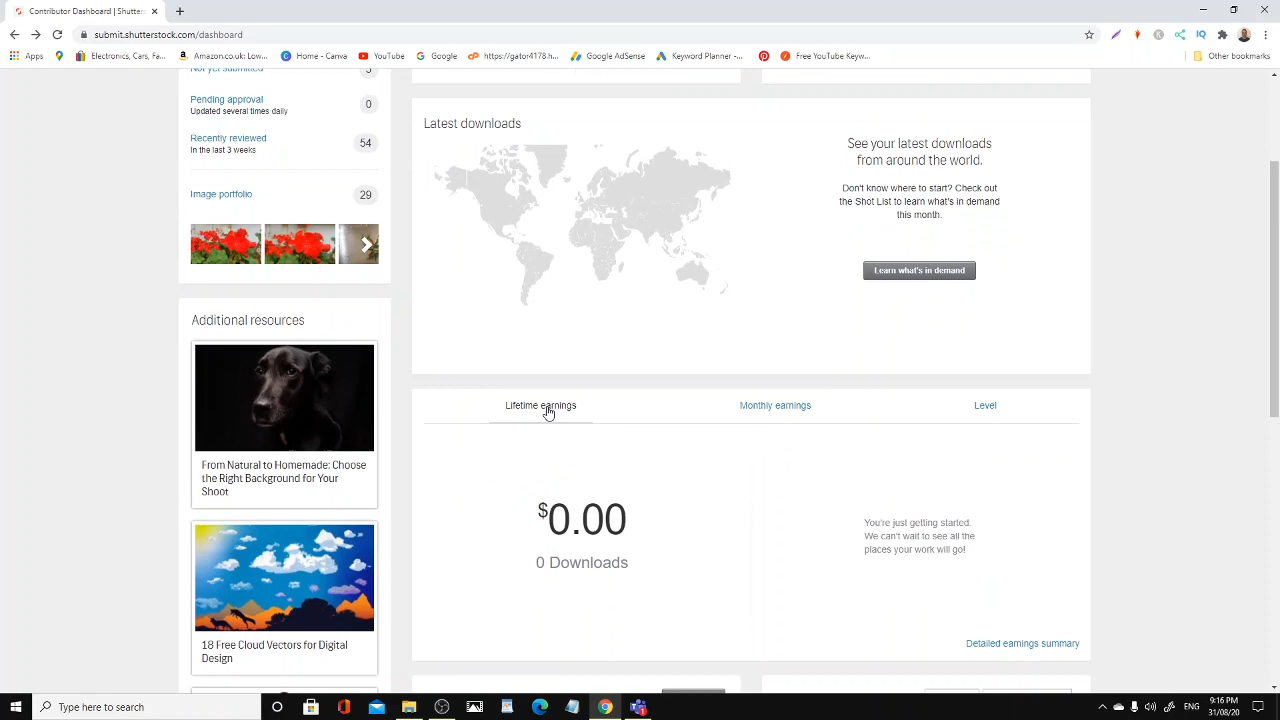 Contributor Dashboard | Shutters
submit.shutterstock.com/dashboard
Apps
Electronics, Cars, Fa...
Amazon.co.uk: Low...
Home - Canva
YouTube
Google
https://gator4178.h...
Google AdSense
Keyword Planner -...
Free YouTube Keyw...
Other bookmarks
Not yet submitted
Pending approval
0
Updated several times daily
Recently reviewed
54
In the last 3 weeks
Image portfolio
29
Additional resources
From Natural to Homemade: Choose
the Right Background for Your
Shoot
18 Free Cloud Vectors for Digital
Design
Latest downloads
See your latest downloads
from around the world.
Don't know where to start? Check out
the Shot List to learn what's in demand
this month.
Learn what's in demand
Lifetime earnings
Monthly earnings
Level
$0.00
0 Downloads
You're just getting started.
We can't wait to see all the
places your work will go!
Detailed earnings summary
Type here to search
ENG
9:16 PM
31/08/20